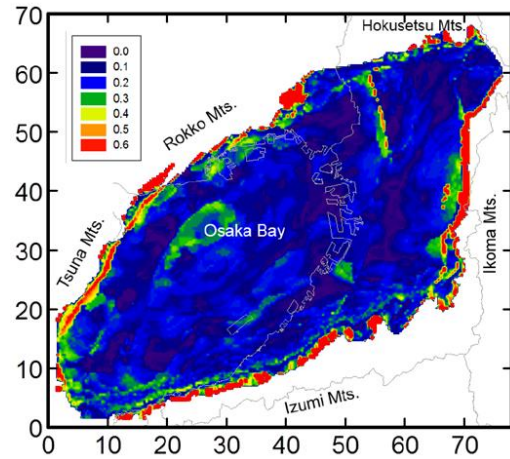 70
60
50
40
30
20
10
0
0.0
0.1
0.2
0.3
0.4
0.5
0.6
Hokusetsu Mts.
Rokko Mts.
Tsuna Mts.
Osaka Bay
Ikoma Mts.
Izumi Mts.
0 10 20 30 40 50 60 70